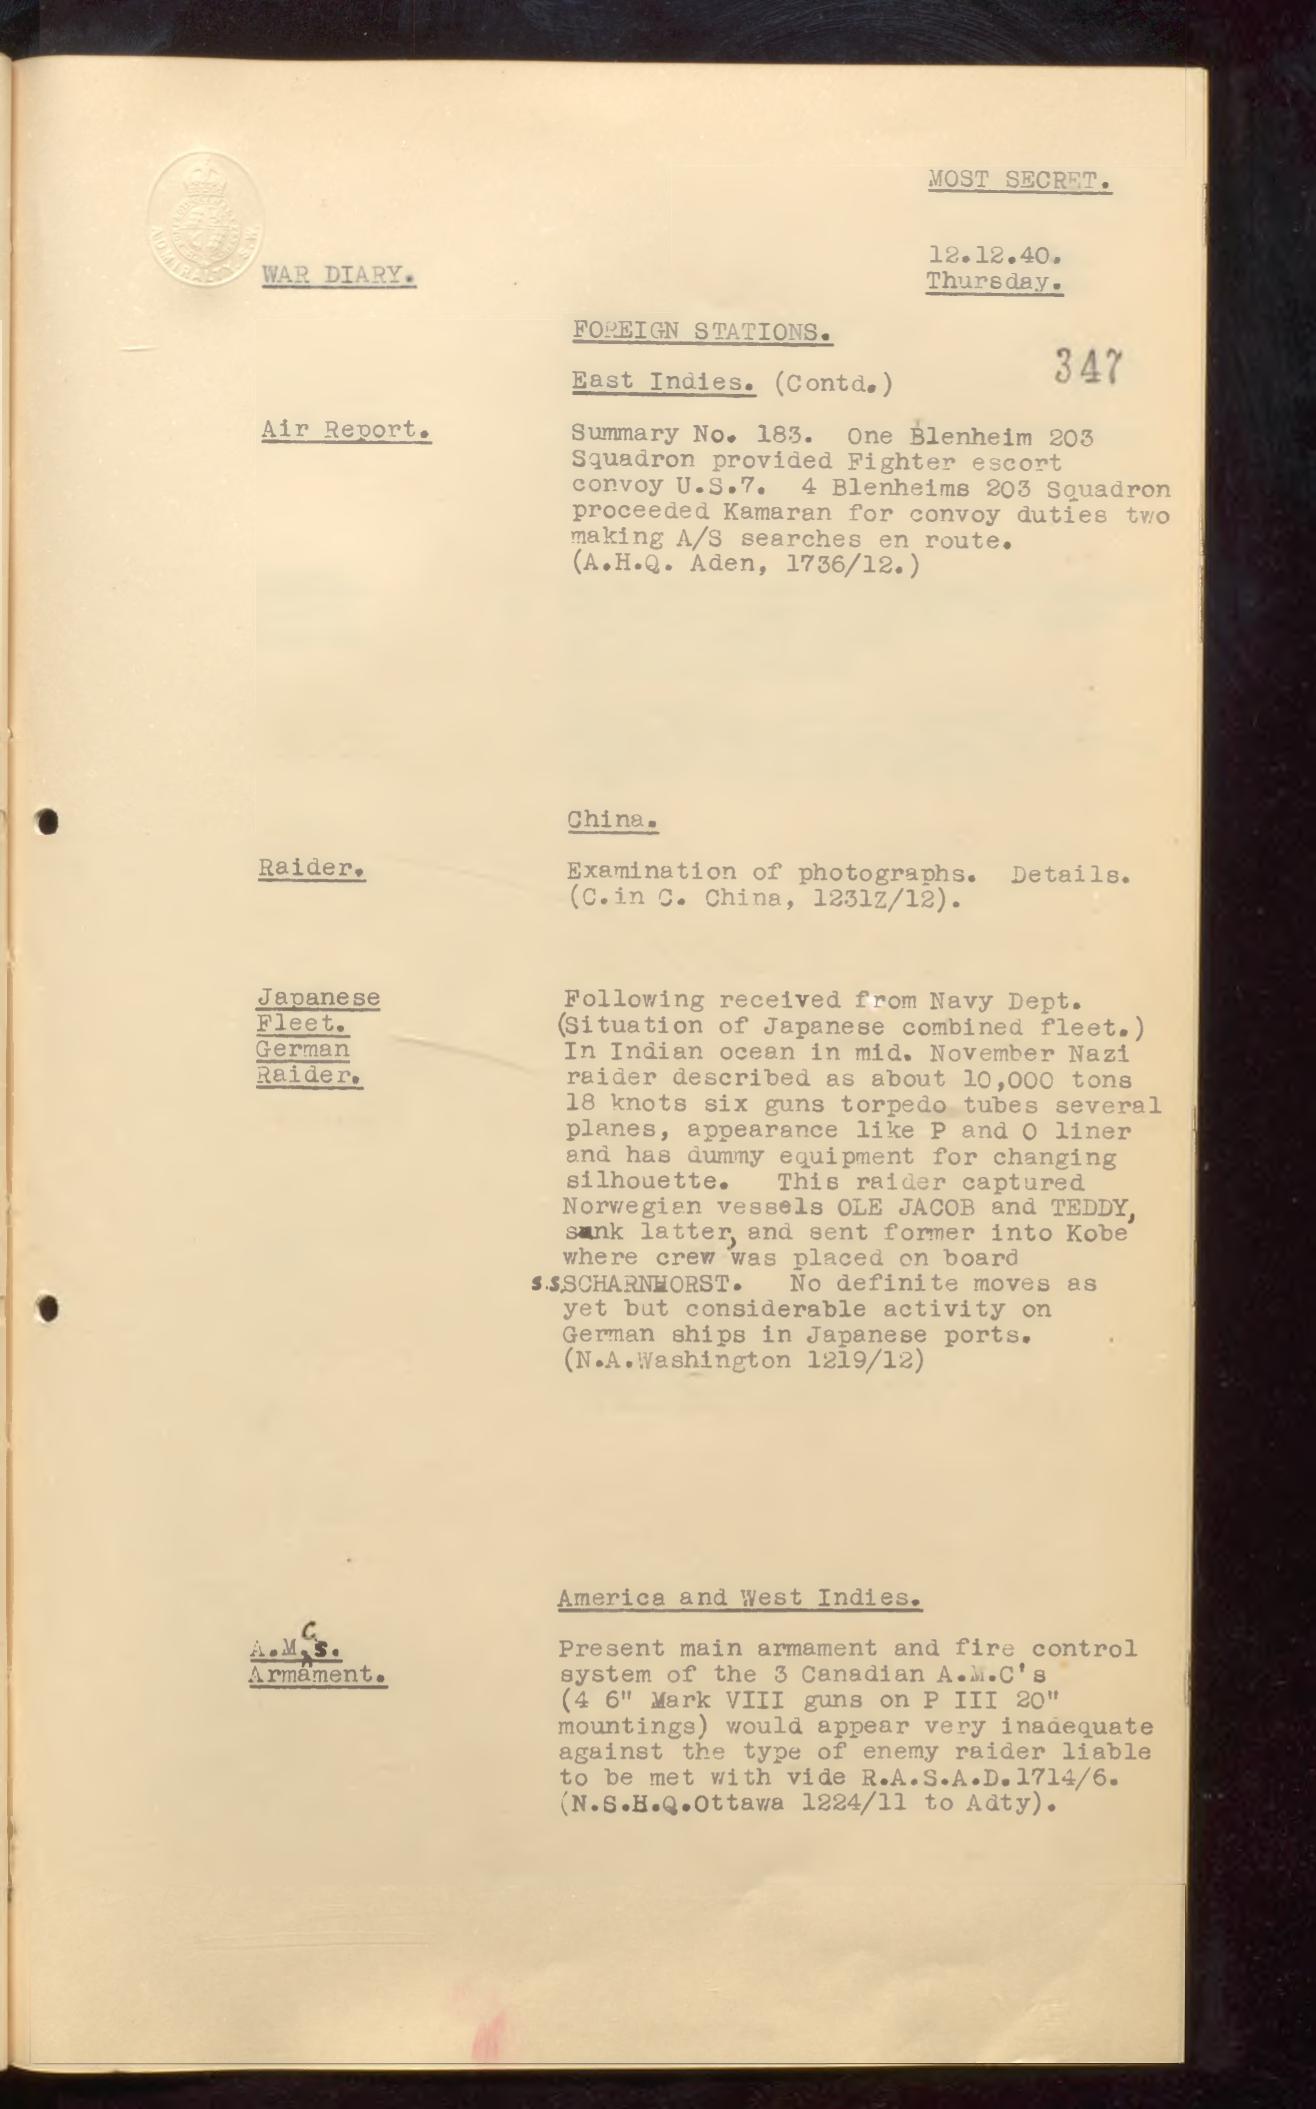 MOST SECRET.
12.12.40.
Thursday.
ADMIRALTY. S.W.
WAR DIARY.
FOREIGN STATIONS.
347
East Indies. (Contd.)
Air Report.
Summary No. 183. One Blenheim 203
Squadron provided Fighter escort
convoy U.S.7. 4 Blenheims 203 Squadron
proceeded Kamaran for convoy duties two
making A/S searches en route.
(A.H.Q. Aden, 1736/12.)
China.
Raider.
Examination of photographs. Details.
(C.in C. China, 1231Z/12).
Japanese
Fleet.
German
Raider.
Following received from Navy Dept.
(Situation of Japanese combined fleet.)
In Indian ocean in mid. November Nazi
raider described as about 10,000 tons
18 knots six guns torpedo tubes several
planes, appearance like P and O liner
and has dummy equipment for changing
silhouette. This raider captured
Norwegian vessels OLE JACOB and TEDDY,
sank latter, and sent former into Kobe
where crew was placed on board
s.s.SCHARNHORST. No definite moves as
yet but considerable activity on
German ships in Japanese ports.
(N.A.Washington 1219/12)
America and West Indies.
A.M.C s.
Armament.
Present main armament and fire control
system of the 3 Canadian A.M.C's
(4 6" Mark VIII guns on P III 20"
mountings) would appear very inadequate
against the type of enemy raider liable
to be met with vide R.A.S.A.D.1714/6.
(N.S.H.Q.Ottawa 1224/11 to Adty).